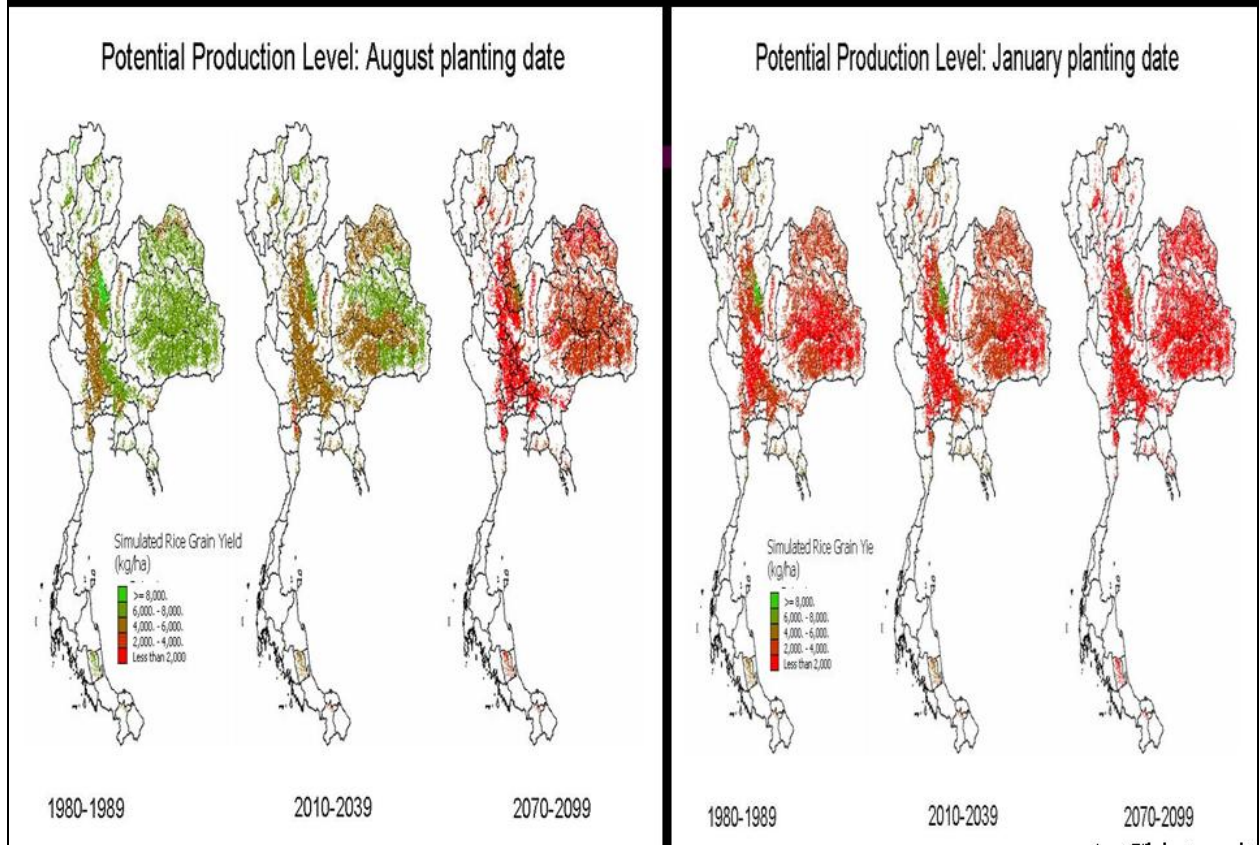 Potential Production Level: August planting date
Simulated Rice Grain Yield
(kg/ha)
>= 8,000.
6,000. - 8,000.
4,000. - 6,000.
2,000. - 4,000.
Less than 2,000
1980-1989
2010-2039
2070-2099
Potential Production Level: January planting date
Simulated Rice Grain Yie
(kg/ha)
>= 8,000.
6,000. - 8,000.
4,000. - 6,000.
2,000. - 4,000.
Less than 2,000
1980-1989
2010-2039
2070-2099